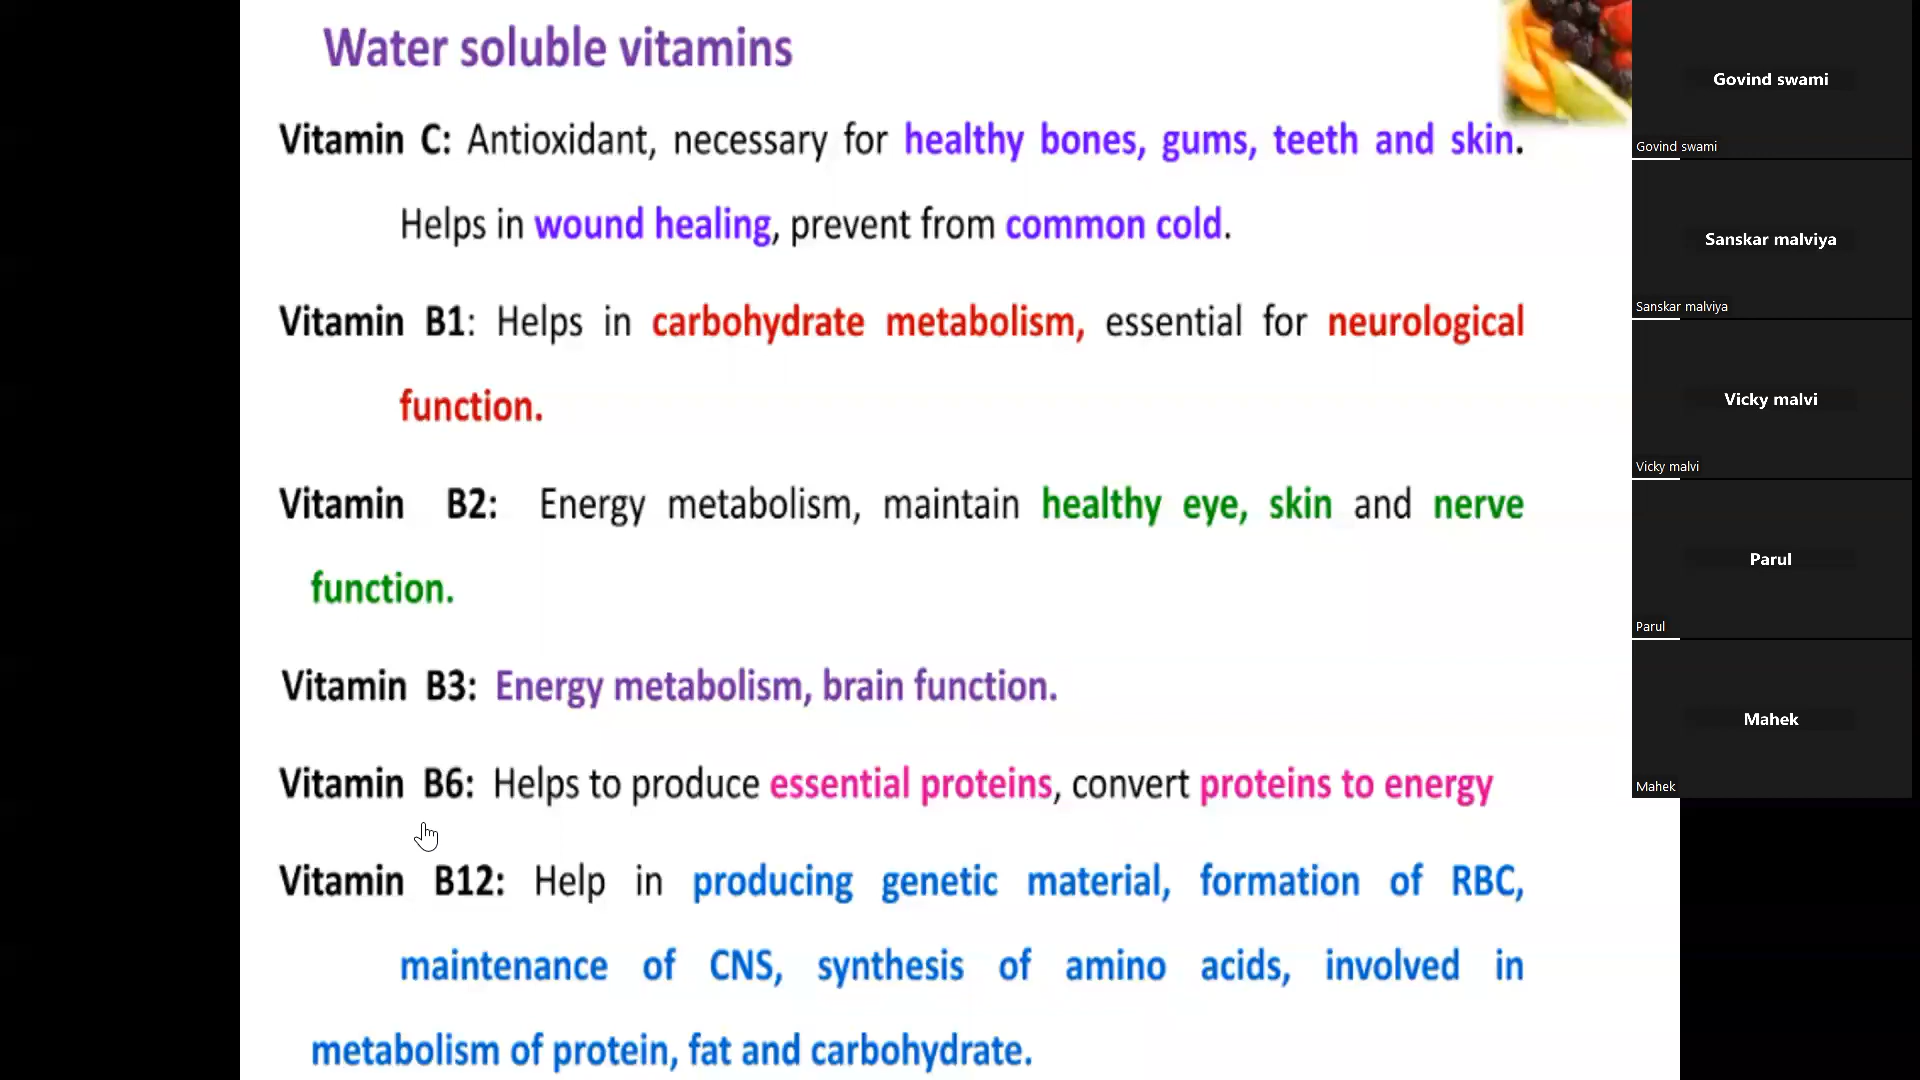 Water soluble vitamins
Vitamin C: Antioxidant, necessary for healthy bones, gums, teeth and skin.
Helps in wound healing, prevent from common cold.
Vitamin B1: Helps in carbohydrate metabolism, essential for neurological
function.
Vitamin B2: Energy metabolism, maintain healthy eye, skin and nerve
function.
Vitamin B3: Energy metabolism, brain function.
Vitamin B6: Helps to produce essential proteins, convert proteins to energy
Vitamin B12: Help in producing genetic material, formation of RBC,
maintenance of CNS, synthesis of amino acids, involved in
metabolism of protein, fat and carbohydrate.
Govind swami
Govind swami
Sanskar malviya
Sanskar malviya
Vicky malvi
Vicky malvi
Parul
Parul
Mahek
Mahek